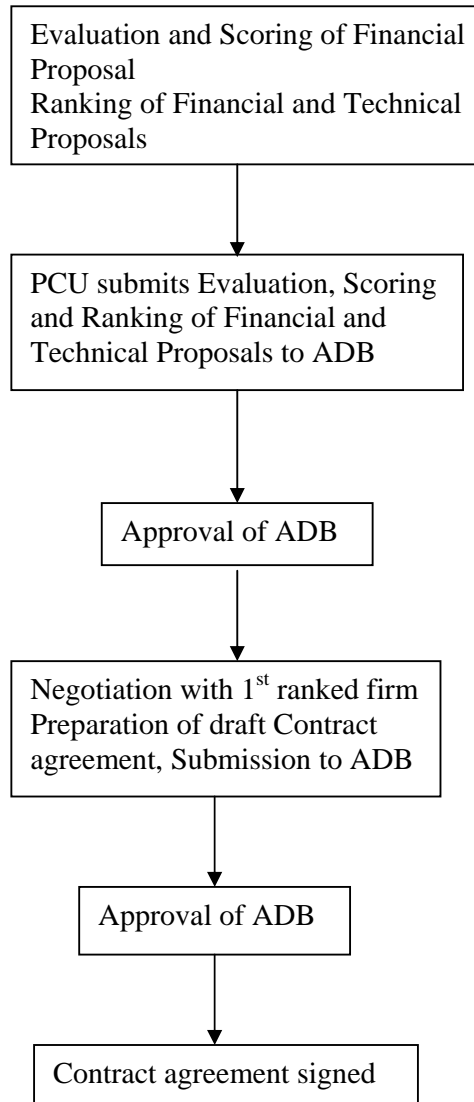 Evaluation and Scoring of Financial
Proposal
Ranking of Financial and Technical
Proposals
PCU submits Evaluation, Scoring
and Ranking of Financial and
Technical Proposals to ADB
Approval of ADB
Negotiation with 1st ranked firm
Preparation of draft Contract
agreement, Submission to ADB
Approval of ADB
Contract agreement signed